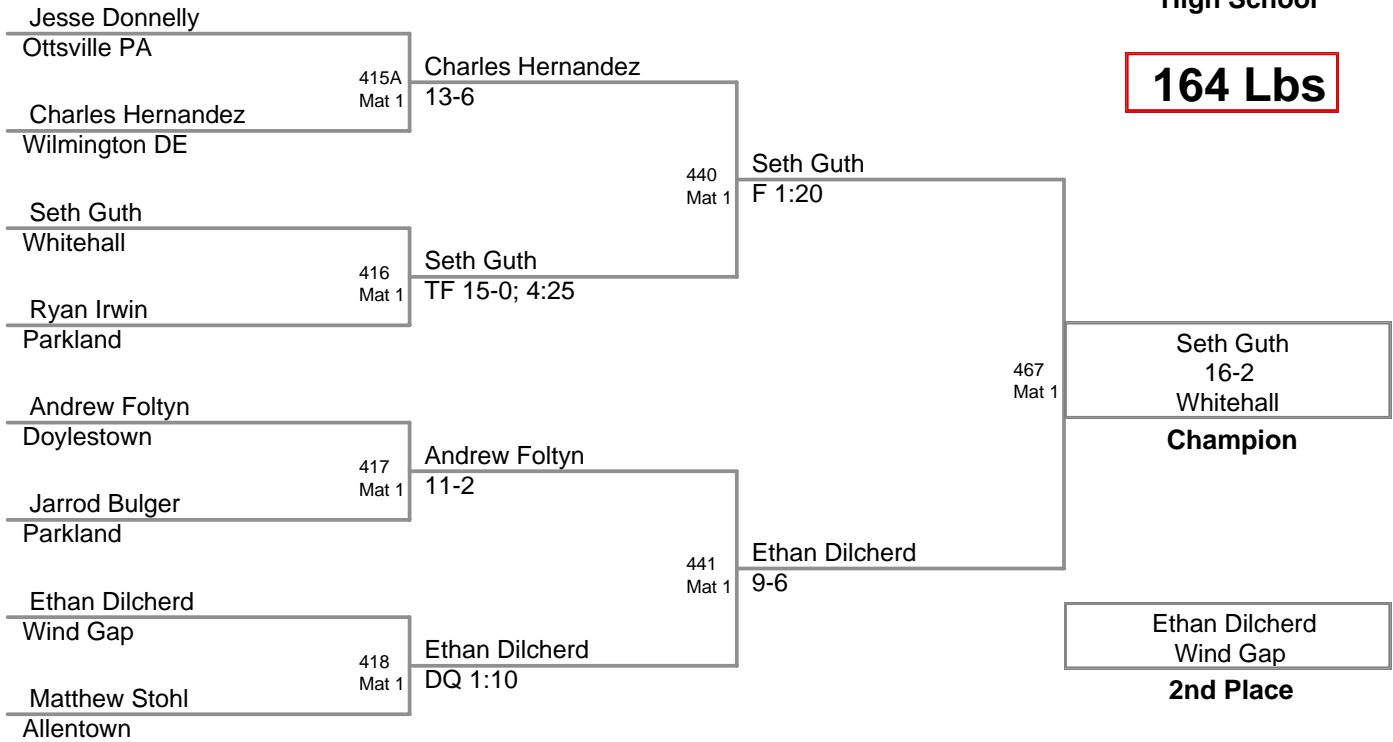 High School
164 Lbs
Jesse Donnelly
Ottsville PA
415A
Mat 1
Charles Hernandez
13-6
Charles Hernandez
Wilmington DE
440
Mat 1
Seth Guth
F 1:20
Seth Guth
Whitehall
416
Mat 1
Seth Guth
TF 15-0; 4:25
Ryan Irwin
Parkland
467
Mat 1
Seth Guth
16-2
Whitehall
Champion
Andrew Foltyn
Doylestown
417
Mat 1
Andrew Foltyn
11-2
Jarrod Bulger
Parkland
441
Mat 1
Ethan Dilcherd
9-6
Ethan Dilcherd
Wind Gap
418
Mat 1
Ethan Dilcherd
DQ 1:10
Matthew Stohl
Allentown
Ethan Dilcherd
Wind Gap
2nd Place